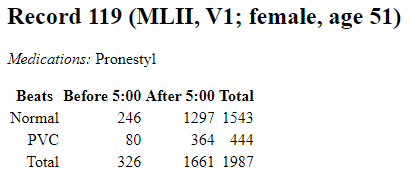 Record 119 (MLII, V1; female, age 51)
Medications: Pronestyl
Beats Before 5:00 After 5:00 Total
Normal 246 1297 1543
PVC 80 364 444
Total 326 1661 1987